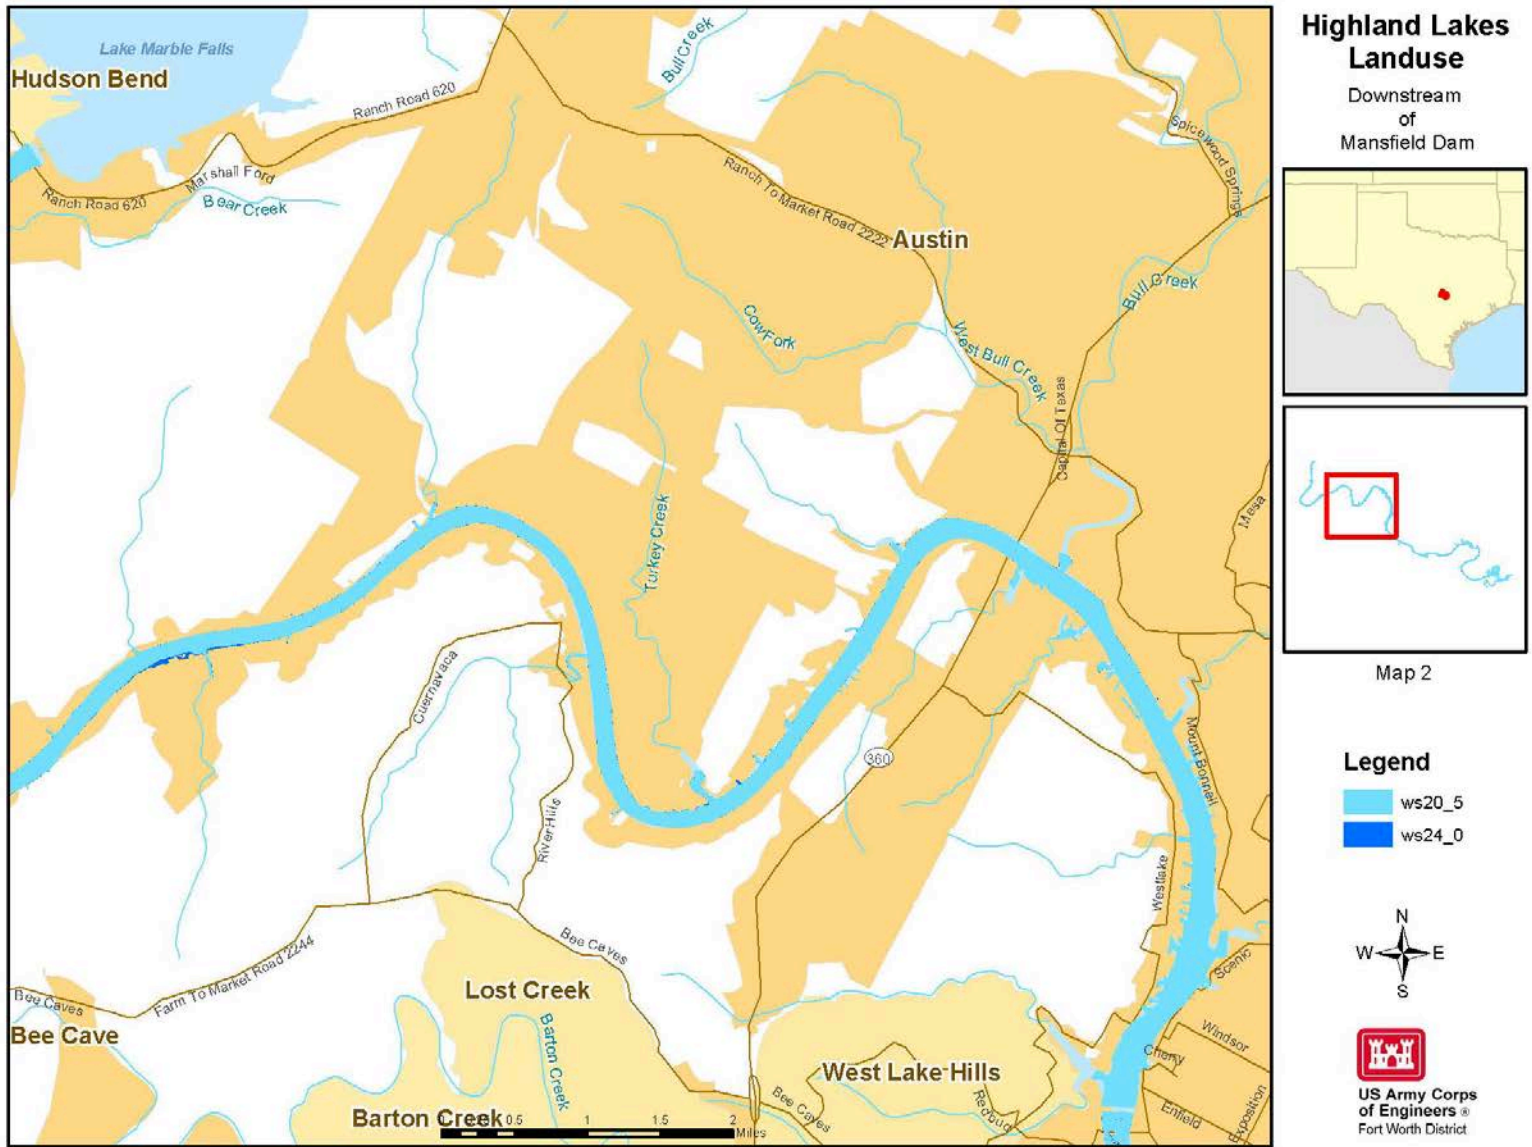 Highland Lakes
Landuse
Downstream
of
Mansfield Dam
Lake Marble Falls
Hudson Bend
Ranch Road 620
Bull Creek
Spicewood Springs
Marshall Ford
Ranch Road 620
Bear Creek
Ranch To Market Road 2222
Austin
Bull Creek
Cow Fork
West Bull Creek
Capital Of Texas
Mesa
Turkey Creek
Cuernavaca
360
Mount Bonnell
River Hills
Westlake
Bee Caves
Farm To Market Road 2244
Scenic
Lost Creek
Bee Caves
Bee Cave
Barton Creek
Windsor
Cherry
West Lake Hills
Bee Caves
Redbud
Enfield
Exposition
Barton Creek
0.5
1
1.5
2
Miles
Map 2
Legend
ws20_5
ws24_0
N
W
E
S
US Army Corps
of Engineers ®
Fort Worth District